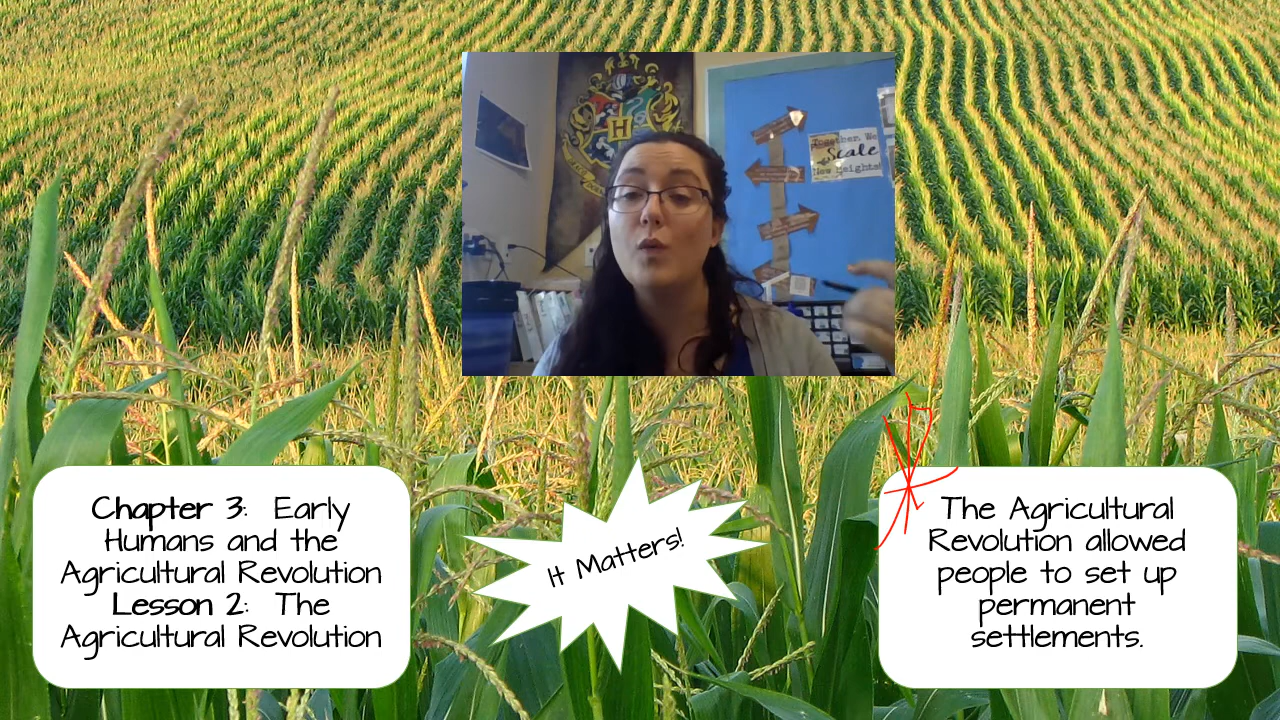 H
Together, We
Scale
New heights!
Chapter 3: Early
Humans and the
Agricultural Revolution
Lesson 2: The
Agricultural Revolution
It Matters!
The Agricultural
Revolution allowed
people to set up
permanent
settlements.